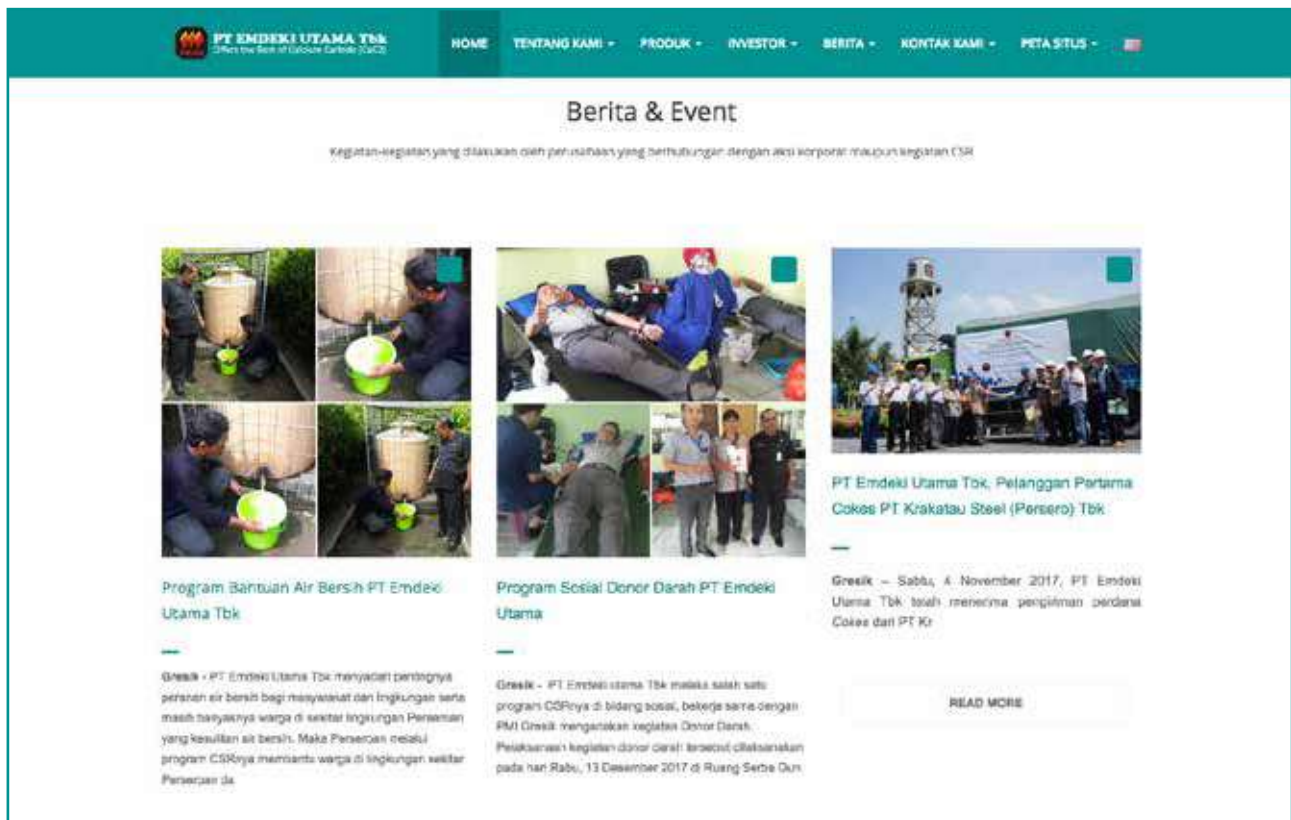 PT EMDEKI UTAMA Tbk
Offers the Best of Calcium Carbide (CaC2)
HOME
TENTANG KAMI
PRODUK
INVESTOR
BERITA
KONTAK KAMI
PETA SITUS
Berita & Event
Kegiatan-kegiatan yang dilakukan oleh perusahaan yang berhubungan dengan aksi korporat maupun kegiatan CSR
Program Bantuan Air Bersih PT Emdeki
Utama Tbk
Gresik - PT Emdeki Utama Tbk menyadari pentingnya
peranan air bersih bagi masyarakat dan lingkungan serta
masih banyaknya warga di sekitar lingkungan Perseroan
yang kesulitan air bersih. Maka Perseroan melalui
program CSRnya membantu warga di lingkungan sekitar
Perseroan da
Program Sosial Donor Darah PT Emdeki
Utama
Gresik - PT Emdeki utama Tbk melalui salah satu
program CSRnya di bidang sosial, bekerja sama dengan
PMI Gresik mengadakan kegiatan Donor Darah.
Pelaksanaan kegiatan donor darah tersebut dilaksanakan
pada hari Rabu, 13 Desember 2017 di Ruang Serba Gun
PT Emdeki Utama Tbk, Pelanggan Pertama
Cokes PT Krakatau Steel (Persero) Tbk
Gresik – Sabtu, 4 November 2017, PT Emdeki
Utama Tbk telah menerima pengiriman perdana
Cokes dari PT Kr
READ MORE